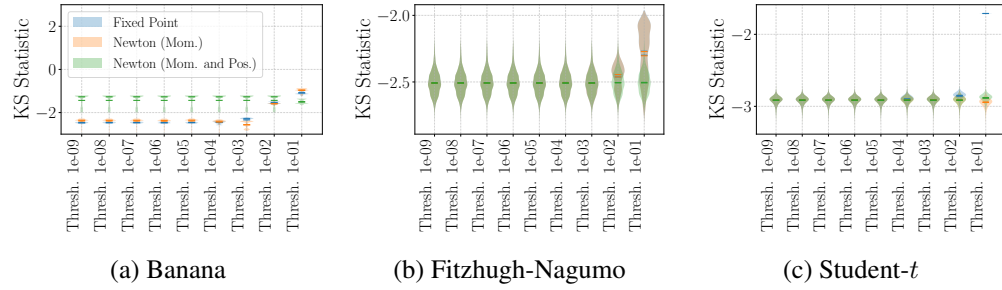 KS Statistic
2
0
−2
Fixed Point
Newton (Mom.)
Newton (Mom. and Pos.)
Thresh. 1e-09
Thresh. 1e-08
Thresh. 1e-07
Thresh. 1e-06
Thresh. 1e-05
Thresh. 1e-04
Thresh. 1e-03
Thresh. 1e-02
Thresh. 1e-01
(a) Banana
KS Statistic
−2.0
−2.5
Thresh. 1e-09
Thresh. 1e-08
Thresh. 1e-07
Thresh. 1e-06
Thresh. 1e-05
Thresh. 1e-04
Thresh. 1e-03
Thresh. 1e-02
Thresh. 1e-01
(b) Fitzhugh-Nagumo
KS Statistic
−2
−3
Thresh. 1e-09
Thresh. 1e-08
Thresh. 1e-07
Thresh. 1e-06
Thresh. 1e-05
Thresh. 1e-04
Thresh. 1e-03
Thresh. 1e-02
Thresh. 1e-01
(c) Student-t